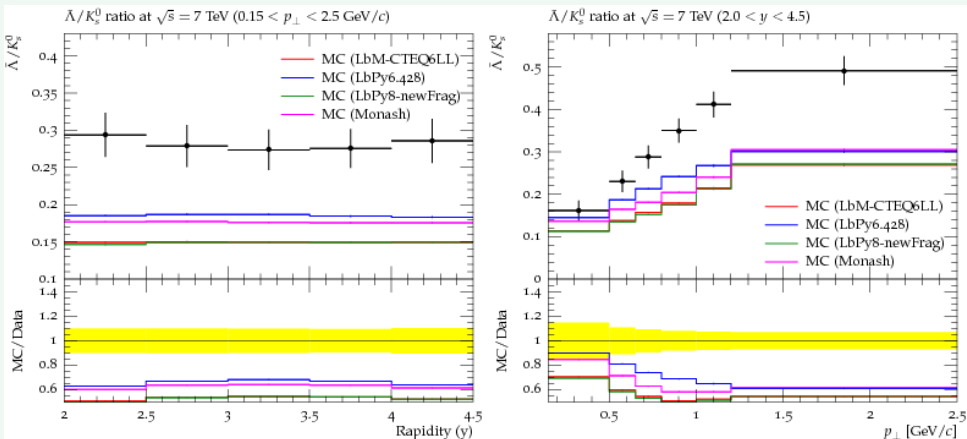 Λ̄/K⁰ₛ ratio at √s = 7 TeV (0.15 < p⊥ < 2.5 GeV/c)
Λ̄/K⁰ₛ
0.4
0.35
0.3
0.25
0.2
0.15
0.1
MC (LbM-CTEQ6LL)
MC (LbPy6.428)
MC (LbPy8-newFrag)
MC (Monash)
MC/Data
1.4
1.2
1.0
0.8
0.6
2 2.5 3 3.5 4 4.5
Rapidity (y)
Λ̄/K⁰ₛ ratio at √s = 7 TeV (2.0 < y < 4.5)
Λ̄/K⁰ₛ
0.5
0.4
0.3
0.2
0.1
0
MC (LbM-CTEQ6LL)
MC (LbPy6.428)
MC (LbPy8-newFrag)
MC (Monash)
MC/Data
1.4
1.2
1.0
0.8
0.6
0.5 1 1.5 2 2.5
p⊥ [GeV/c]